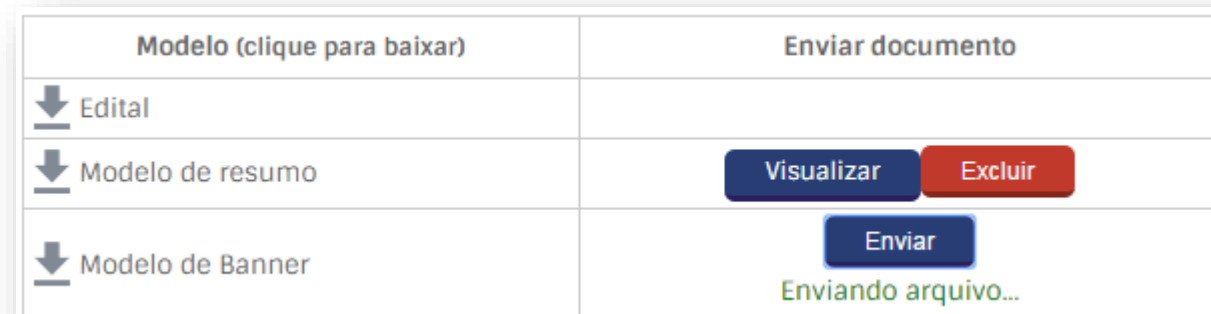 Modelo (clique para baixar) Enviar documento
Edital
Modelo de resumo Visualizar Excluir
Enviar
Modelo de Banner
Enviando arquivo...